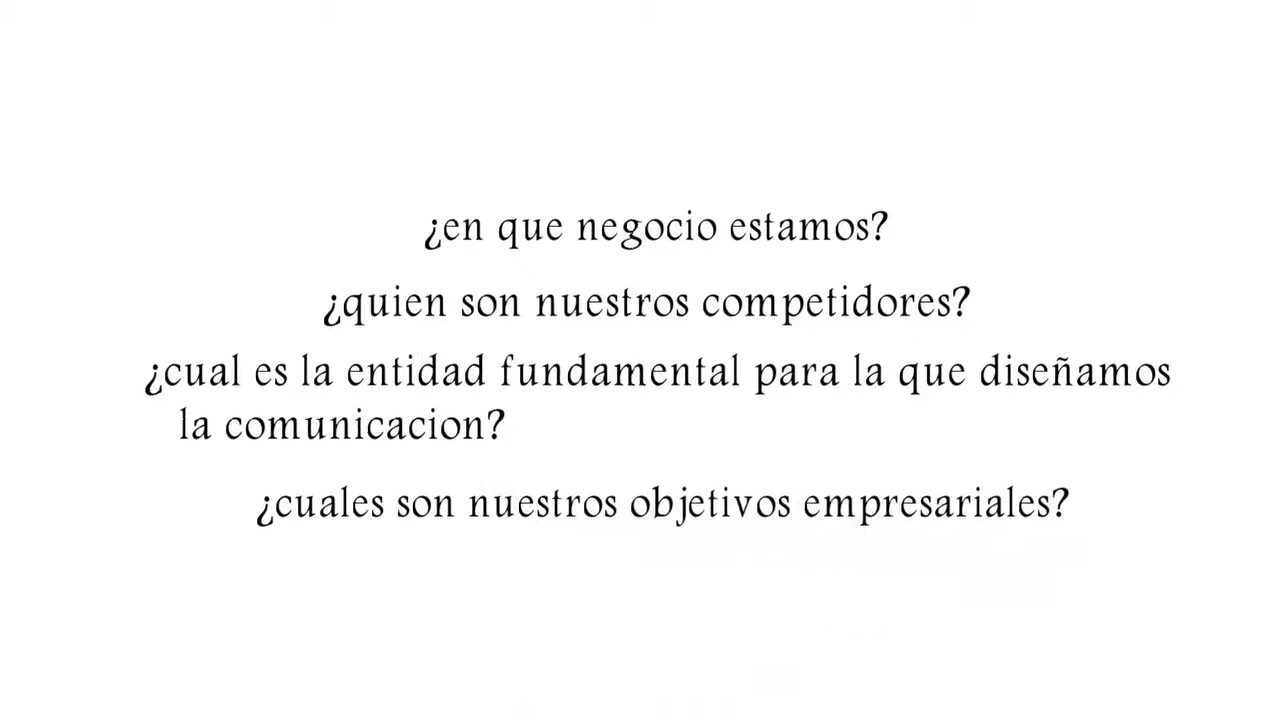 ¿en que negocio estamos?
¿quien son nuestros competidores?
¿cual es la entidad fundamental para la que diseñamos
la comunicacion?
¿cuales son nuestros objetivos empresariales?